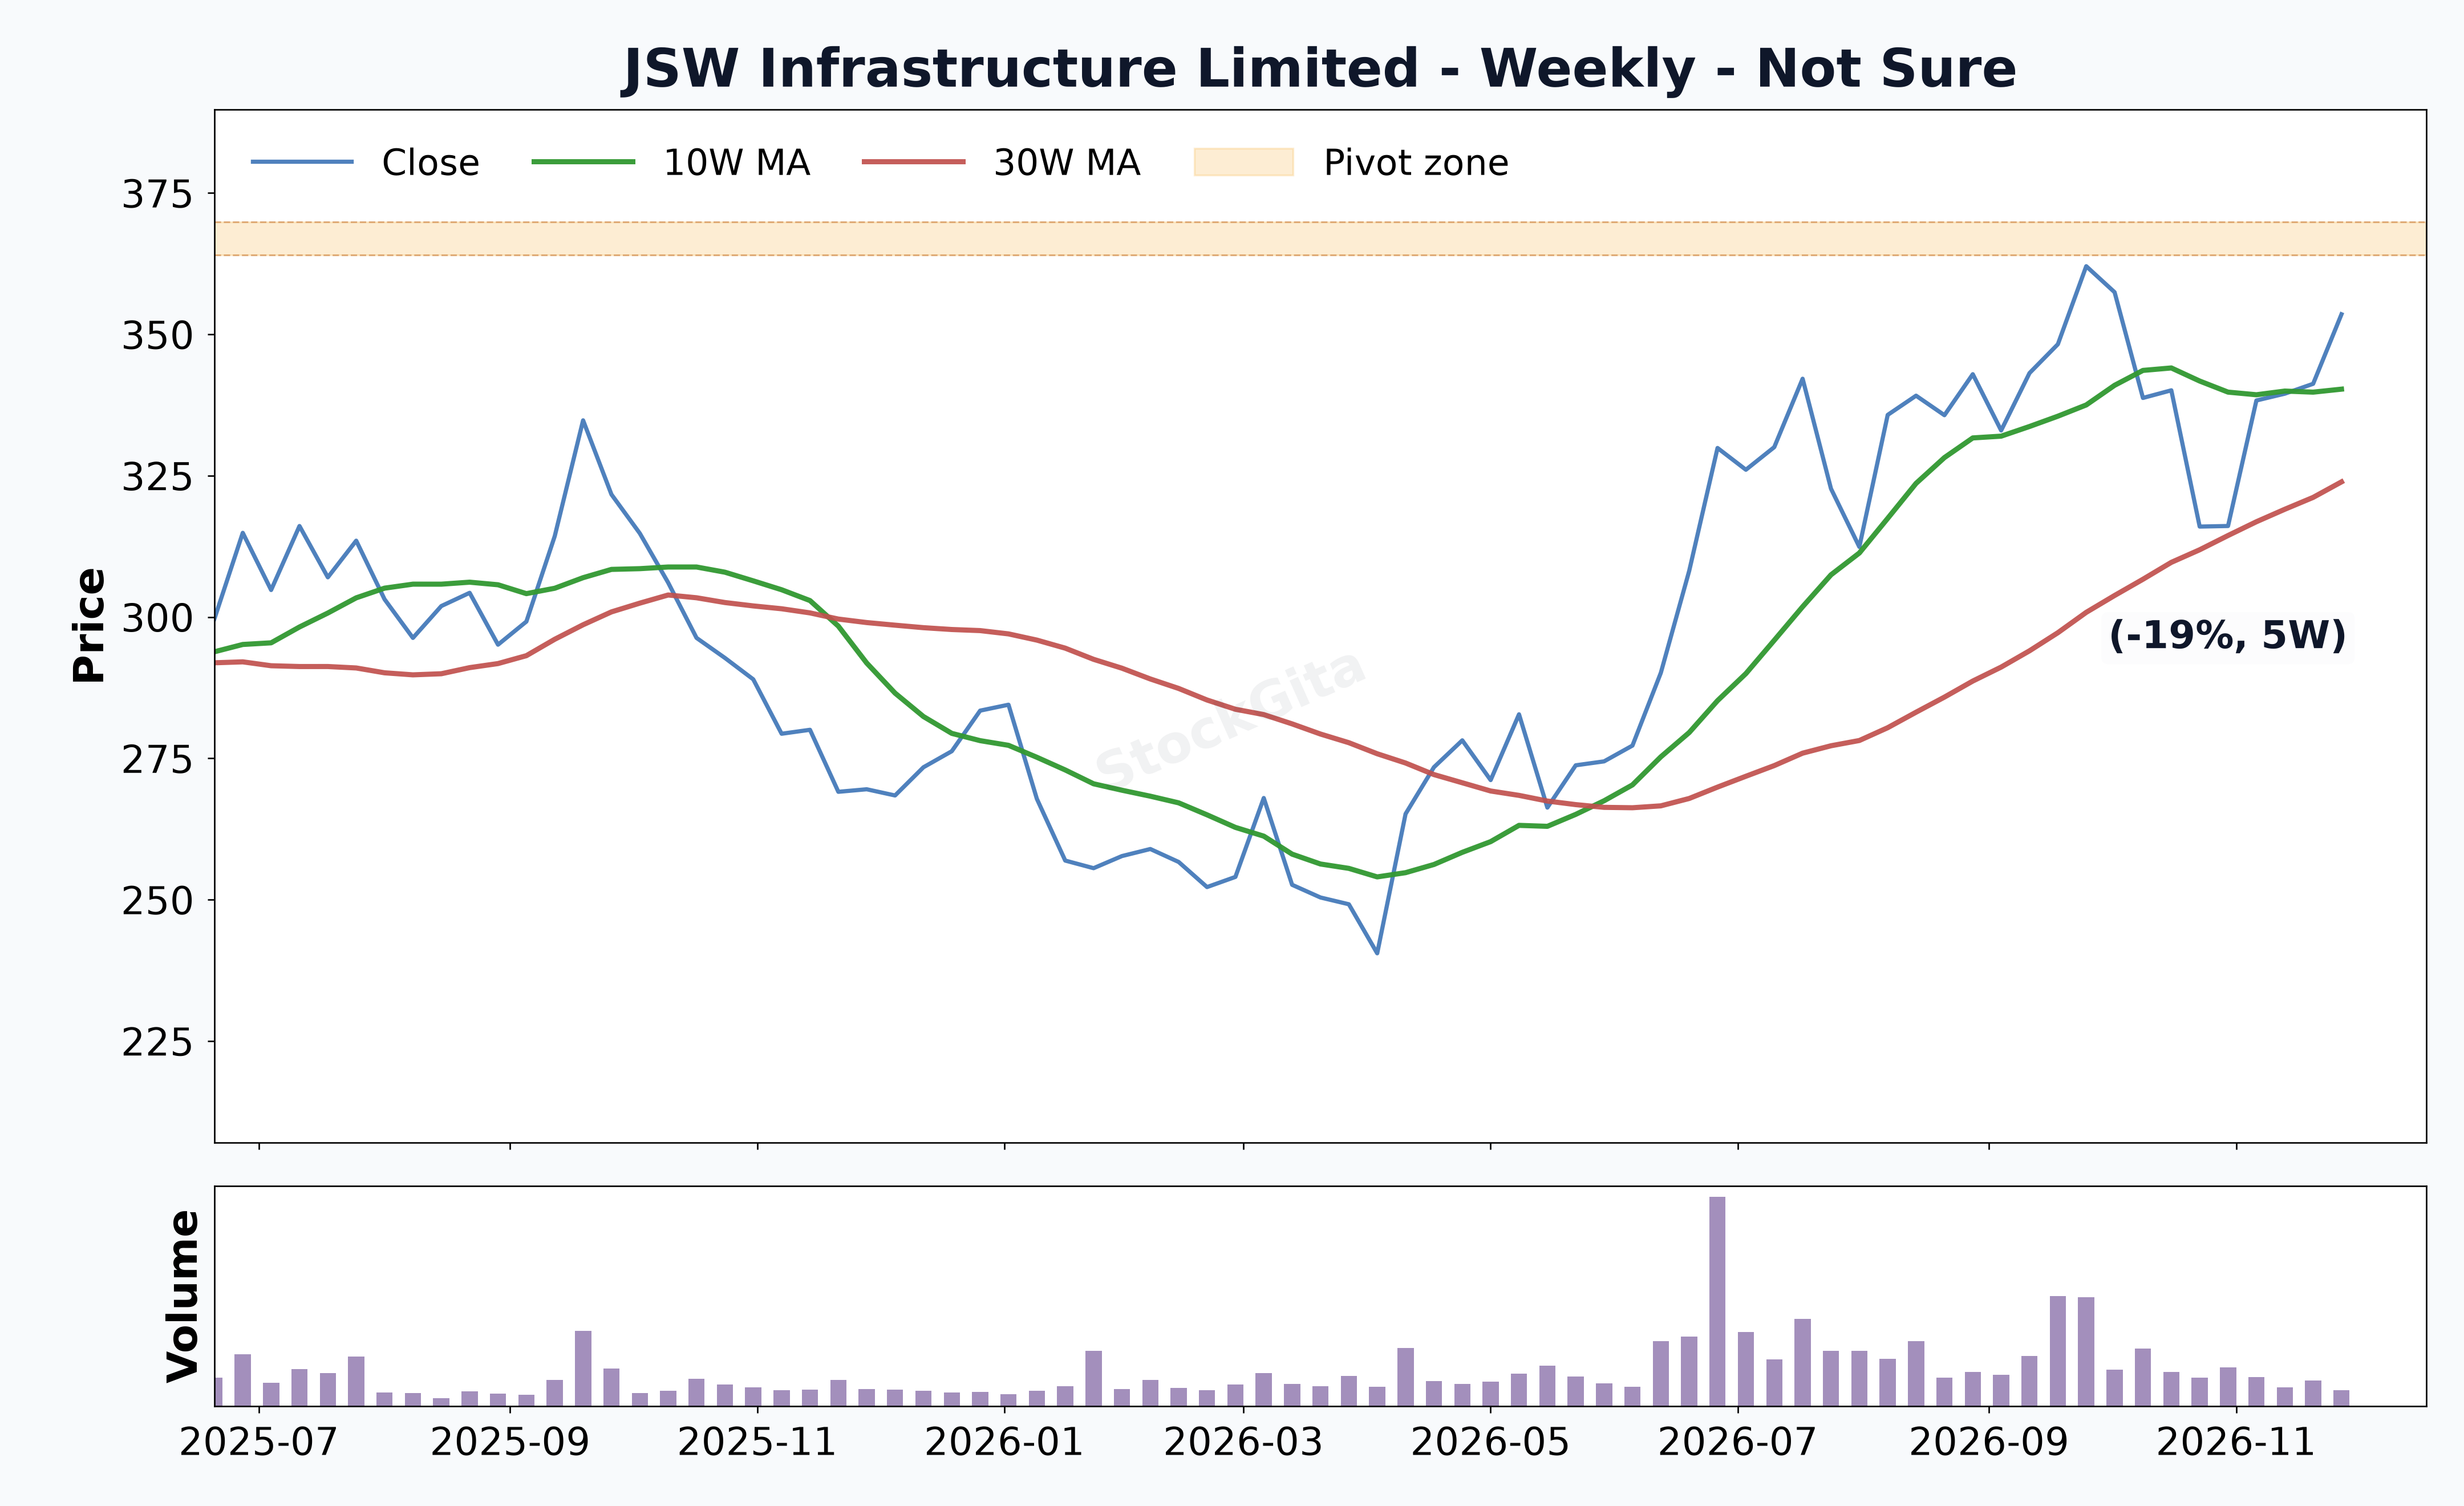 JSW Infrastructure Limited - Weekly - Not Sure
Close 10W MA 30W MA Pivot zone
375
350
325
300
275
250
225
Price
(-19%, 5W)
StockGita
Volume
2025-07 2025-09 2025-11 2026-01 2026-03 2026-05 2026-07 2026-09 2026-11